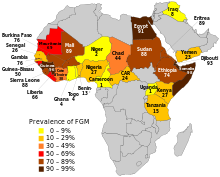 Iraq
8
Egypt
91
Eritrea
89
Burkina Faso
76
Senegal
26
Gambia
76
Guinea-Bissau
50
Sierra Leone
88
Liberia
66
Mali
89
Niger
2
Chad
44
Sudan
88
Yemen
23
Djibouti
93
Nigeria
27
CAR
24
Ethiopia
74
Cameroon
1
Uganda
1
Kenya
27
Tanzania
15
Benin
13
Togo
4
Ghana
4
Prevalence of FGM
0 – 9%
10 – 29%
30 – 49%
50 – 69%
70 – 89%
90 – 99%